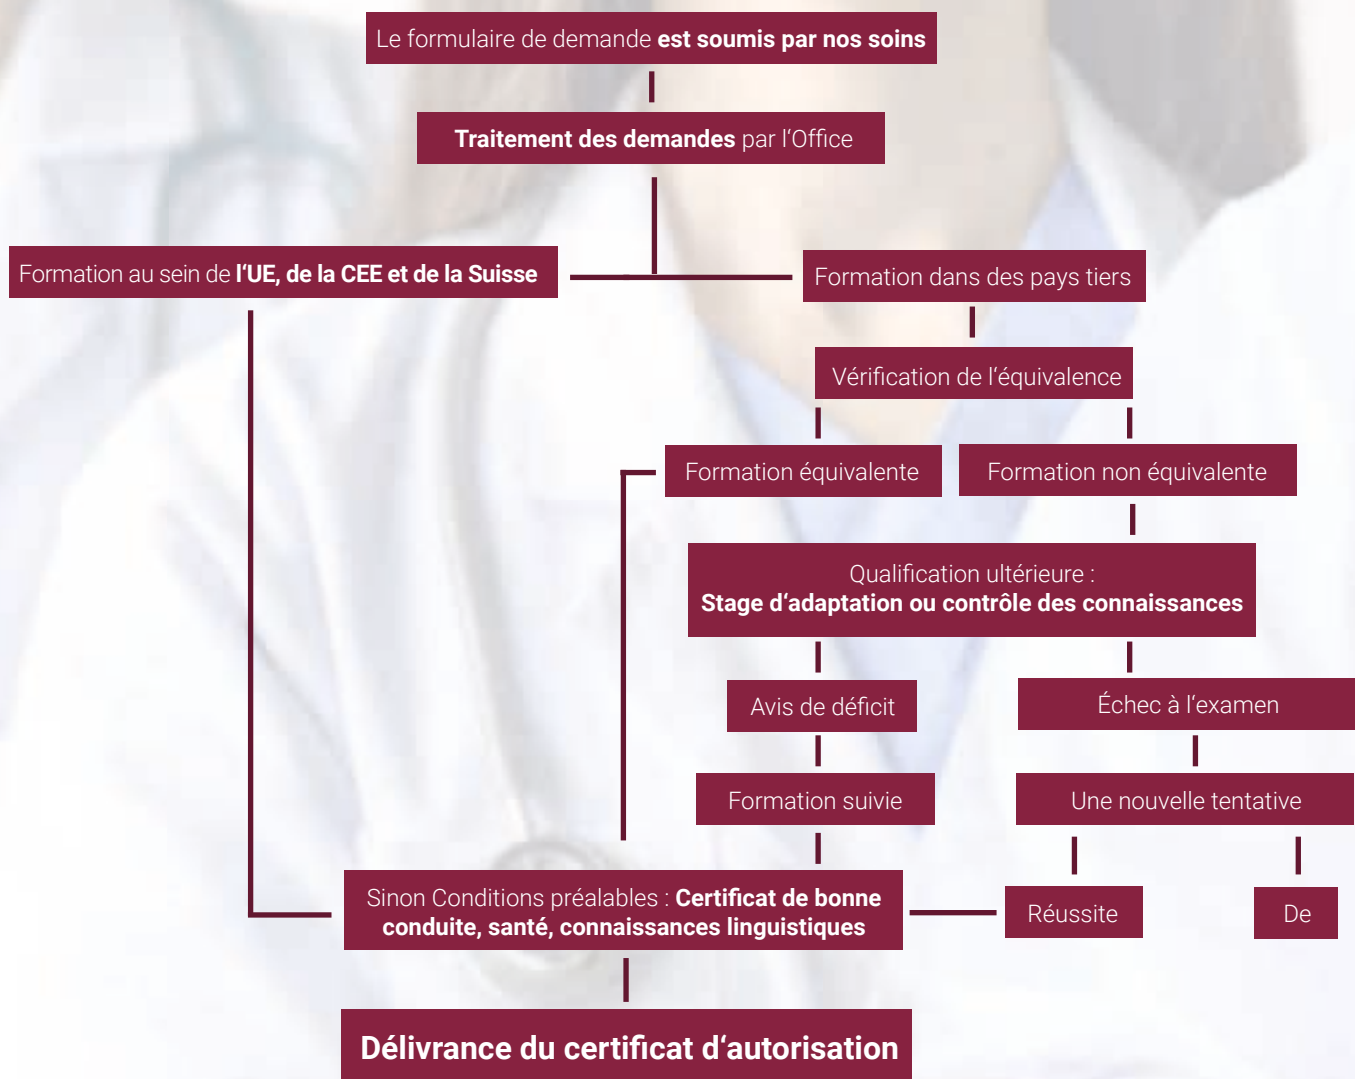 Le formulaire de demande est soumis par nos soins
Traitement des demandes par l‘Office
Formation au sein de l‘UE, de la CEE et de la Suisse
Formation dans des pays tiers
Vérification de l‘équivalence
Formation équivalente
Formation non équivalente
Qualification ultérieure :
Stage d‘adaptation ou contrôle des connaissances
Avis de déficit
Échec à l‘examen
Formation suivie
Une nouvelle tentative
Sinon Conditions préalables : Certificat de bonne
conduite, santé, connaissances linguistiques
Réussite
De
Délivrance du certificat d‘autorisation